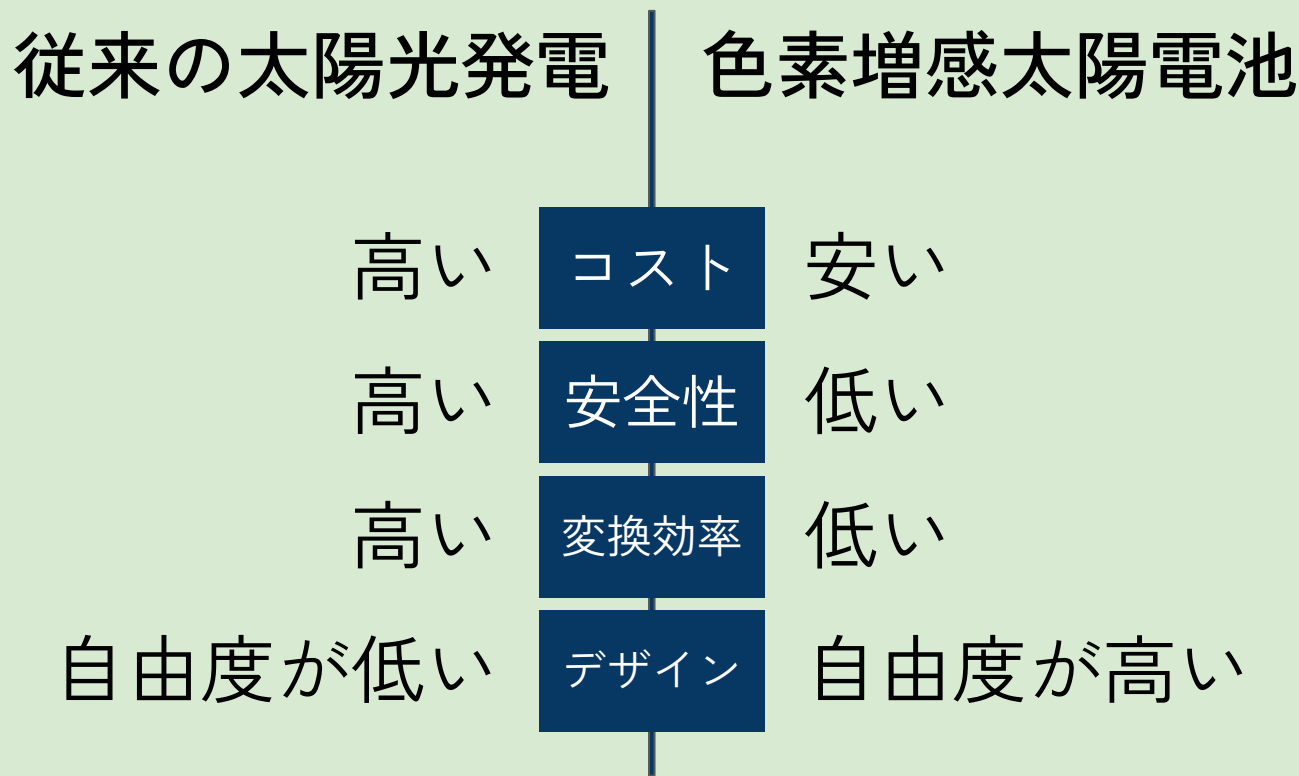 従来の太陽光発電 色素増感太陽電池
高い コスト 安い
高い 安全性 低い
高い 変換効率 低い
自由度が低い デザイン 自由度が高い